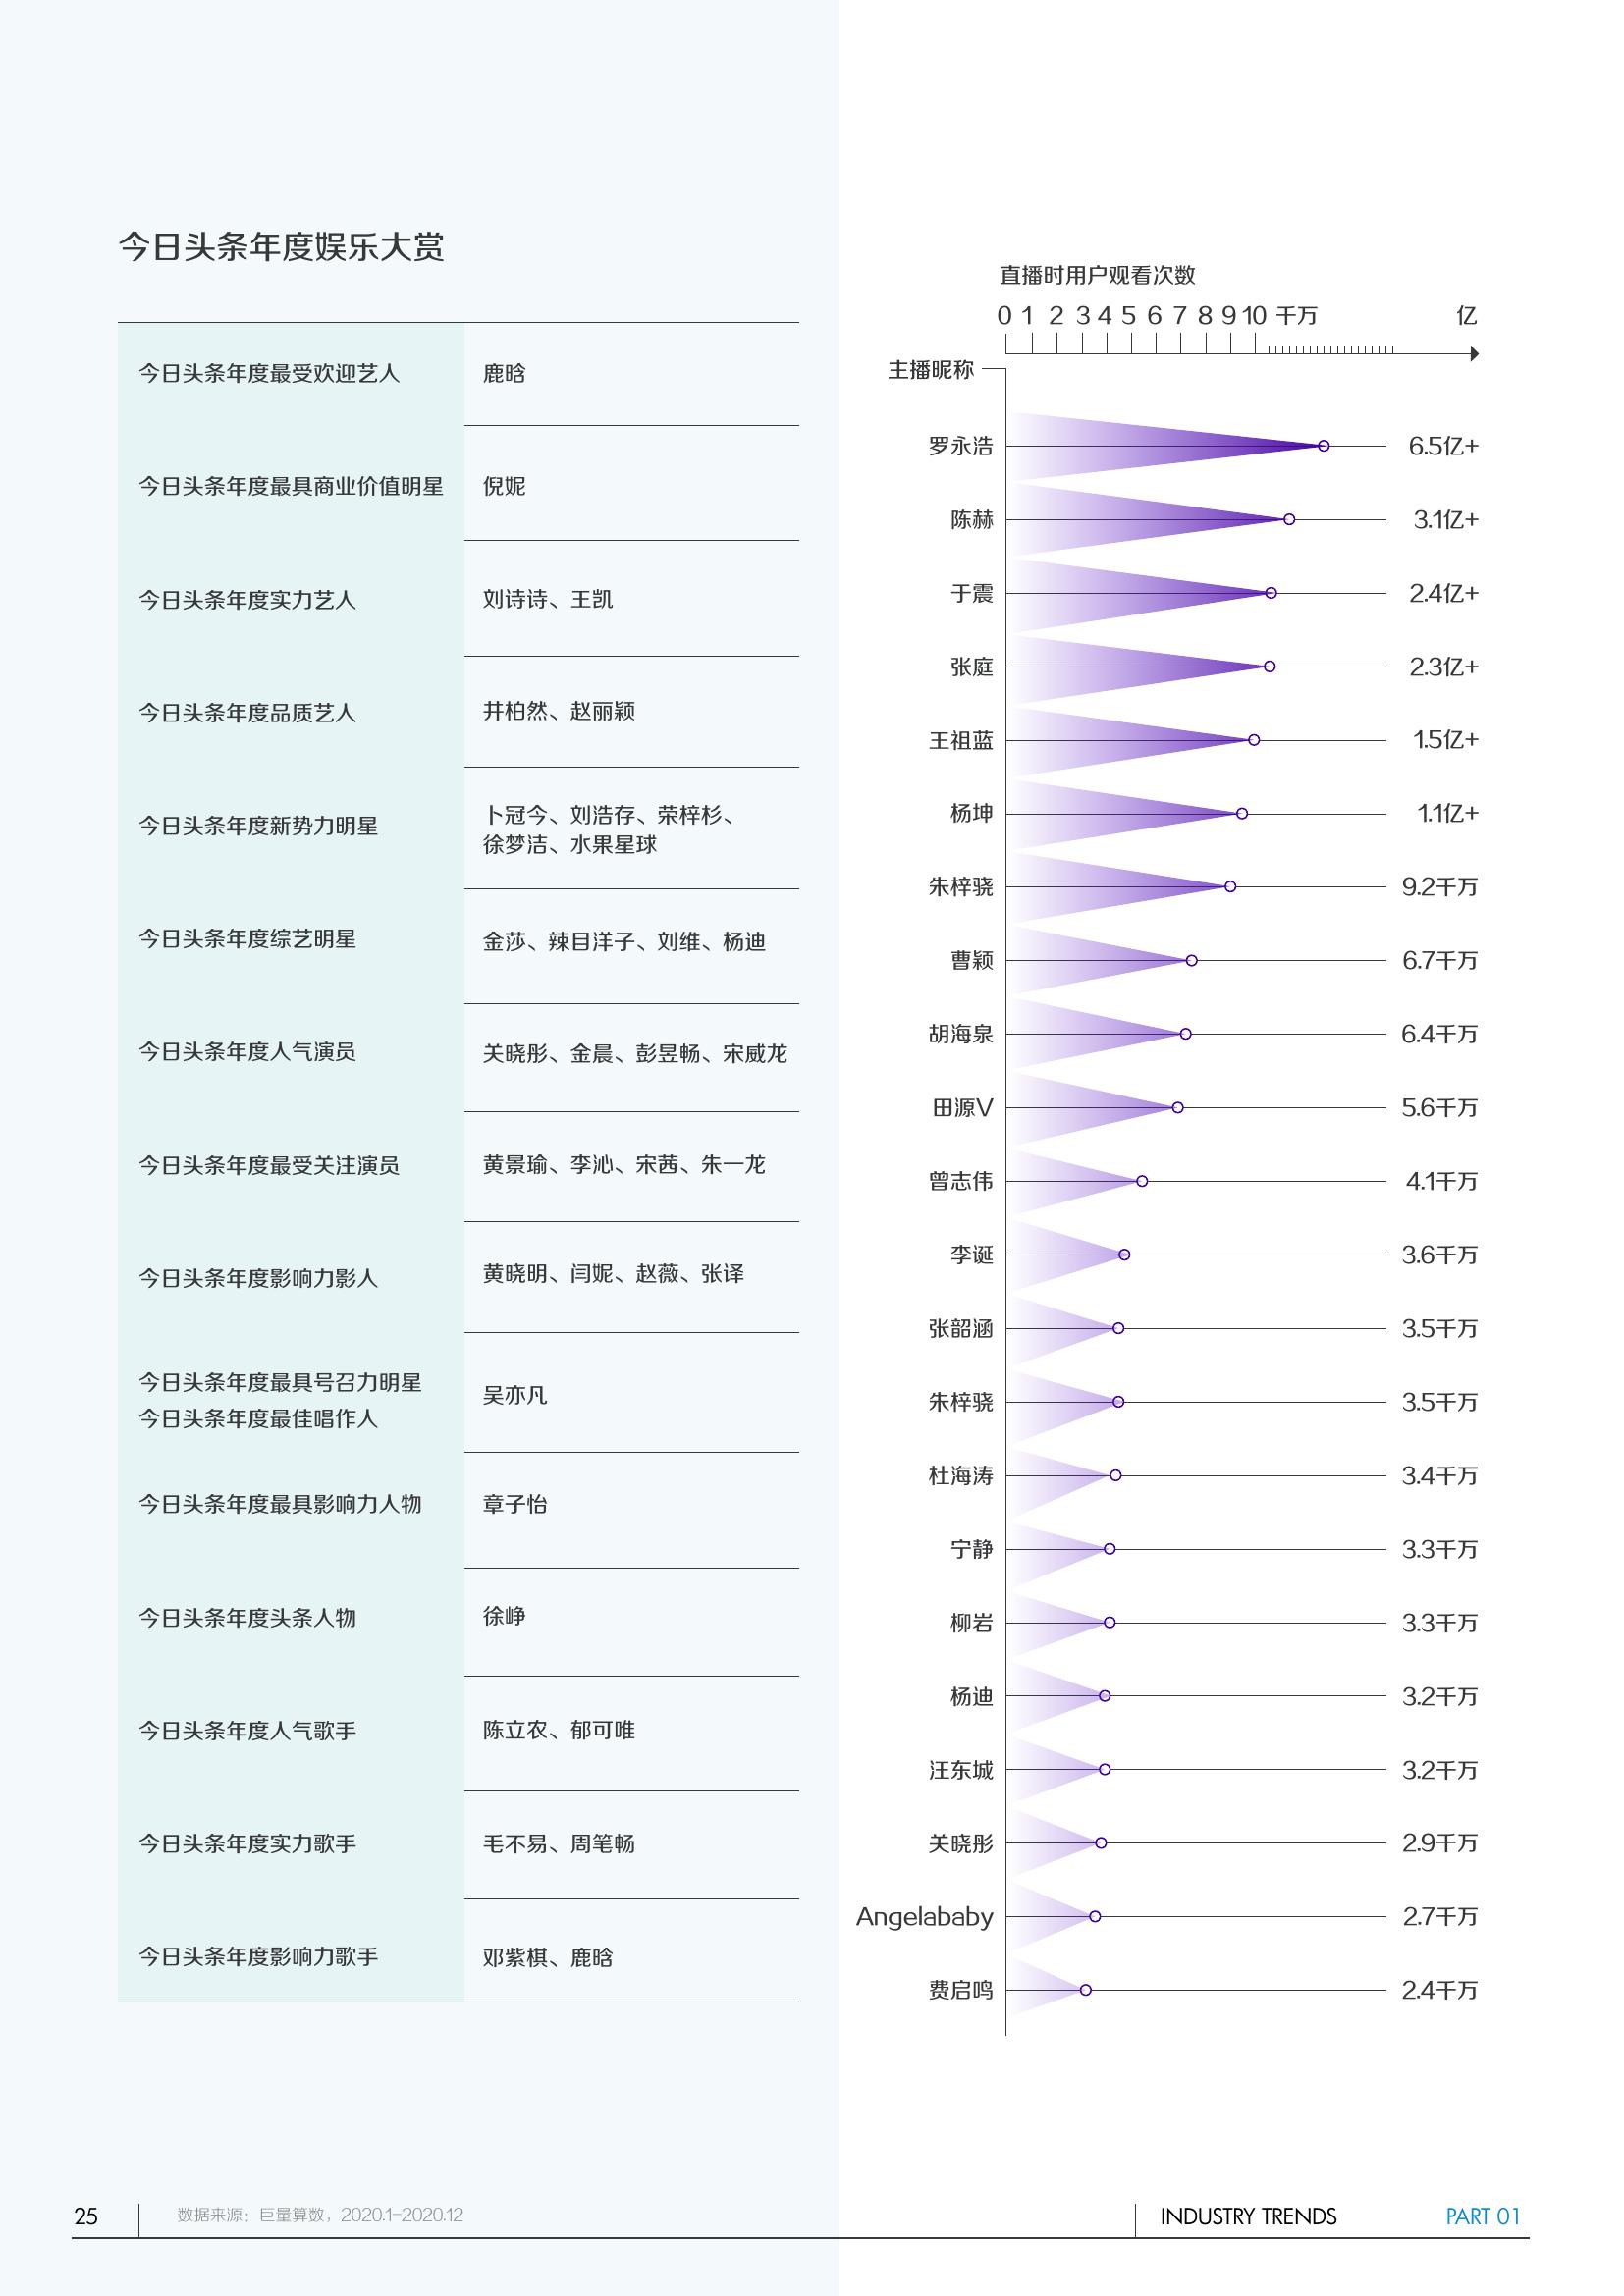 今日头条年度娱乐大赏
今日头条年度最受欢迎艺人 鹿晗
今日头条年度最具商业价值明星 倪妮
今日头条年度实力艺人 刘诗诗、王凯
今日头条年度品质艺人 井柏然、赵丽颖
今日头条年度新势力明星 卜冠今、刘浩存、荣梓杉、
徐梦洁、水果星球
今日头条年度综艺明星 金莎、辣目洋子、刘维、杨迪
今日头条年度人气演员 关晓彤、金晨、彭昱畅、宋威龙
今日头条年度最受关注演员 黄景瑜、李沁、宋茜、朱一龙
今日头条年度影响力影人 黄晓明、闫妮、赵薇、张译
今日头条年度最具号召力明星
今日头条年度最佳唱作人
吴亦凡
今日头条年度最具影响力人物 章子怡
今日头条年度头条人物 徐峥
今日头条年度人气歌手 陈立农、郁可唯
今日头条年度实力歌手 毛不易、周笔畅
今日头条年度影响力歌手 邓紫棋、鹿晗
直播时用户观看次数
0 1 2 3 4 5 6 7 8 9 10 千万 亿
主播昵称
罗永浩 6.5亿+
陈赫 3.1亿+
于震 2.4亿+
张庭 2.3亿+
王祖蓝 1.5亿+
杨坤 1.1亿+
朱梓骁 9.2千万
曹颖 6.7千万
胡海泉 6.4千万
田源V 5.6千万
曾志伟 4.1千万
李诞 3.6千万
张韶涵 3.5千万
朱梓骁 3.5千万
杜海涛 3.4千万
宁静 3.3千万
柳岩 3.3千万
杨迪 3.2千万
汪东城 3.2千万
关晓彤 2.9千万
Angelababy 2.7千万
费启鸣 2.4千万
25 数据来源：巨量算数，2020.1-2020.12 INDUSTRY TRENDS PART 01